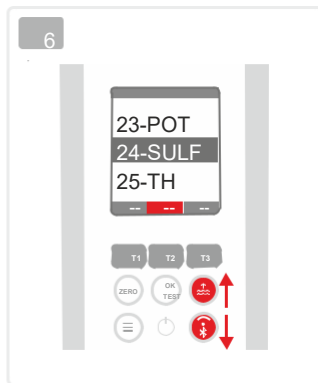 6
23-POT
24-SULF
25-TH
-- -- --
T1 T2 T3
ZERO
OK
TEST